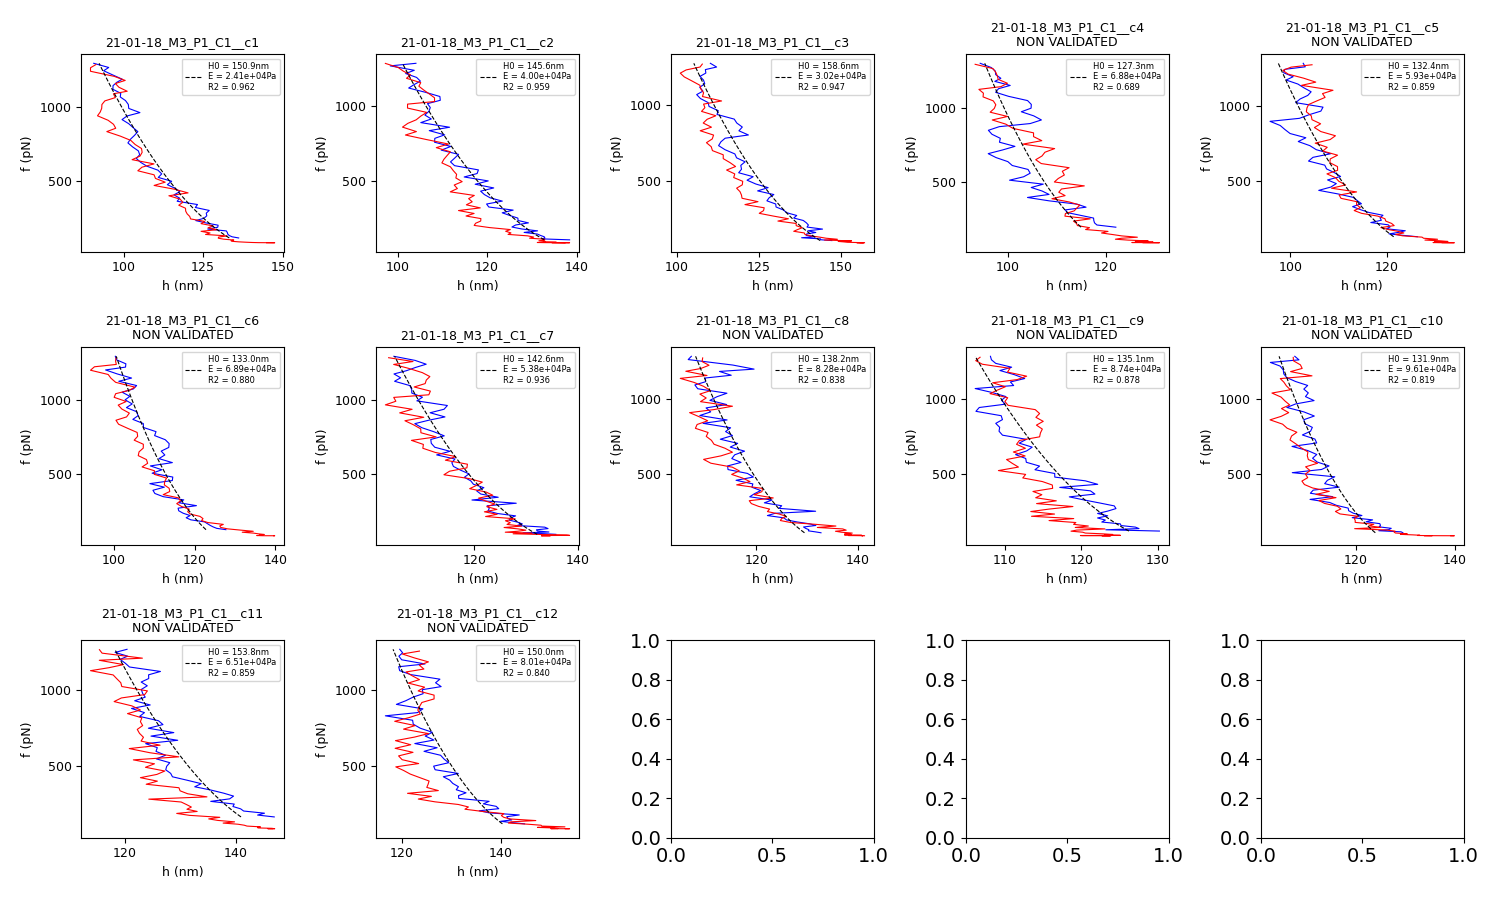 21-01-18_M3_P1_C1__c1
H0 = 150.9nm
E = 2.41e+04Pa
R2 = 0.962
1000
500
f (pN)
100 125 150
h (nm)
21-01-18_M3_P1_C1__c2
H0 = 145.6nm
E = 4.00e+04Pa
R2 = 0.959
1000
500
f (pN)
100 120 140
h (nm)
21-01-18_M3_P1_C1__c3
H0 = 158.6nm
E = 3.02e+04Pa
R2 = 0.947
1000
500
f (pN)
100 125 150
h (nm)
21-01-18_M3_P1_C1__c4
NON VALIDATED
H0 = 127.3nm
E = 6.88e+04Pa
R2 = 0.689
1000
500
f (pN)
100 120
h (nm)
21-01-18_M3_P1_C1__c5
NON VALIDATED
H0 = 132.4nm
E = 5.93e+04Pa
R2 = 0.859
1000
500
f (pN)
100 120
h (nm)
21-01-18_M3_P1_C1__c6
NON VALIDATED
H0 = 133.0nm
E = 6.89e+04Pa
R2 = 0.880
1000
500
f (pN)
100 120 140
h (nm)
21-01-18_M3_P1_C1__c7
H0 = 142.6nm
E = 5.38e+04Pa
R2 = 0.936
1000
500
f (pN)
120 140
h (nm)
21-01-18_M3_P1_C1__c8
NON VALIDATED
H0 = 138.2nm
E = 8.28e+04Pa
R2 = 0.838
1000
500
f (pN)
120 140
h (nm)
21-01-18_M3_P1_C1__c9
NON VALIDATED
H0 = 135.1nm
E = 8.74e+04Pa
R2 = 0.878
1000
500
f (pN)
110 120 130
h (nm)
21-01-18_M3_P1_C1__c10
NON VALIDATED
H0 = 131.9nm
E = 9.61e+04Pa
R2 = 0.819
1000
500
f (pN)
120 140
h (nm)
21-01-18_M3_P1_C1__c11
NON VALIDATED
H0 = 153.8nm
E = 6.51e+04Pa
R2 = 0.859
1000
500
f (pN)
120 140
h (nm)
21-01-18_M3_P1_C1__c12
NON VALIDATED
H0 = 150.0nm
E = 8.01e+04Pa
R2 = 0.840
1000
500
f (pN)
120 140
h (nm)
1.0
0.8
0.6
0.4
0.2
0.0
0.0 0.5 1.0
1.0
0.8
0.6
0.4
0.2
0.0
0.0 0.5 1.0
1.0
0.8
0.6
0.4
0.2
0.0
0.0 0.5 1.0